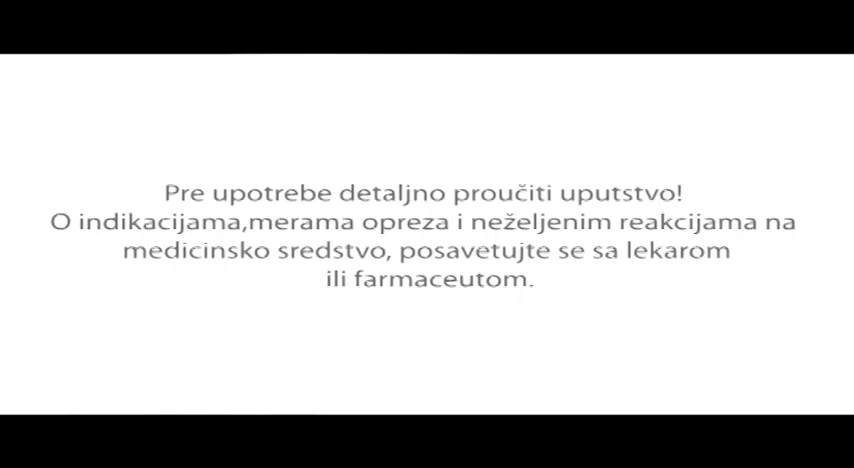 Pre upotrebe detaljno proučiti uputstvo!
O indikacijama,merama opreza i neželjenim reakcijama na
medicinsko sredstvo, posavetujte se sa lekarom
ili farmaceutom.